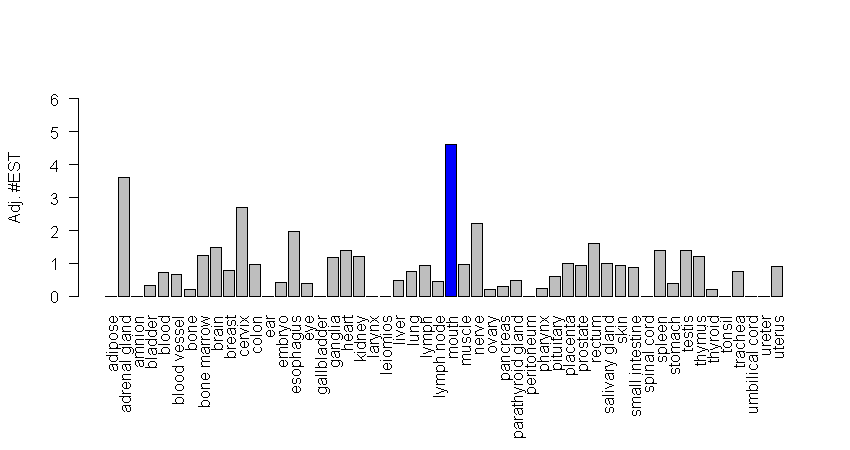 Adj. #EST
6
5
4
3
2
1
0
adipose
adrenal gland
amnion
bladder
blood
blood vessel
bone
bone marrow
brain
breast
cervix
colon
ear
embryo
esophagus
eye
gallbladder
ganglia
heart
kidney
larynx
leiomios
liver
lung
lymph
lymph node
mouth
muscle
nerve
ovary
pancreas
parathyroid gland
peritoneum
pharynx
pituitary
placenta
prostate
rectum
salivary gland
skin
small intestine
spinal cord
spleen
stomach
testis
thymus
thyroid
tonsil
trachea
umbilical cord
ureter
uterus